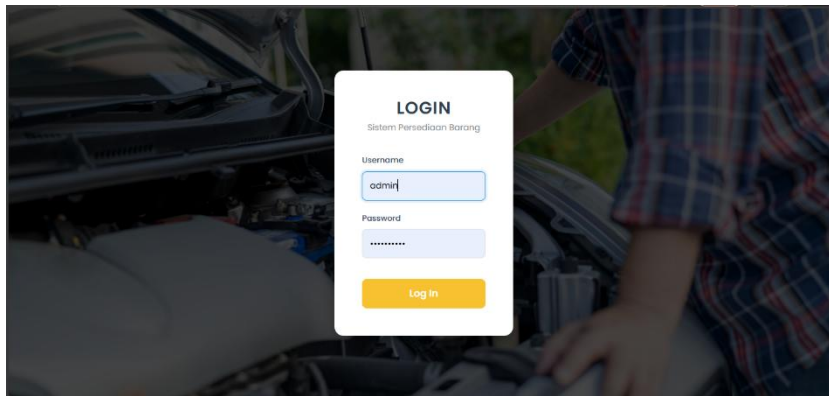 LOGIN
Sistem Persediaan Barang
Username
admin
Password
••••••••••
Log In